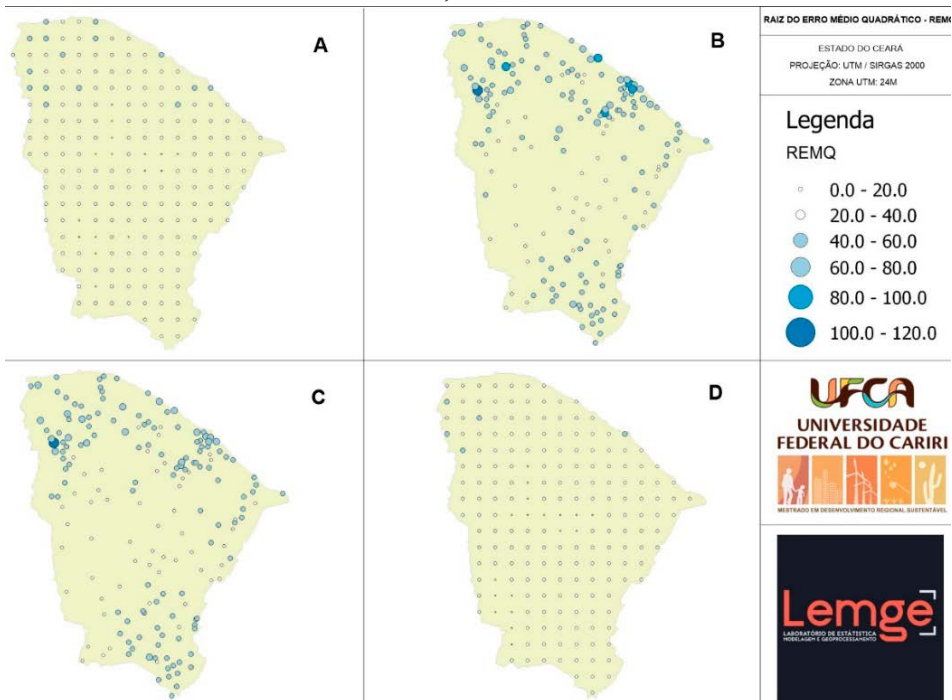 A
B
C
D
RAIZ DO ERRO MÉDIO QUADRÁTICO - REMQ
ESTADO DO CEARÁ
PROJEÇÃO: UTM / SIRGAS 2000
ZONA UTM: 24M
Legenda
REMQ
0.0 - 20.0
20.0 - 40.0
40.0 - 60.0
60.0 - 80.0
80.0 - 100.0
100.0 - 120.0
UFCA
UNIVERSIDADE
FEDERAL DO CARIRI
MESTRADO EM DESENVOLVIMENTO REGIONAL SUSTENTÁVEL
Lemge
LABORATÓRIO DE ESTATÍSTICA
MODELAGEM E GEOPROCESSAMENTO